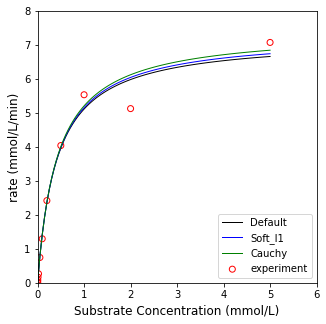 8
7
6
5
4
3
2
1
0
rate (mmol/L/min)
0 1 2 3 4 5 6
Substrate Concentration (mmol/L)
Default
Soft_l1
Cauchy
experiment